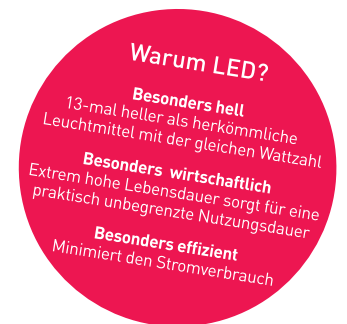 Warum LED?
Besonders hell
13-mal heller als herkömmliche
Leuchtmittel mit der gleichen Wattzahl
Besonders wirtschaftlich
Extrem hohe Lebensdauer sorgt für eine
praktisch unbegrenzte Nutzungsdauer
Besonders effizient
Minimiert den Stromverbrauch